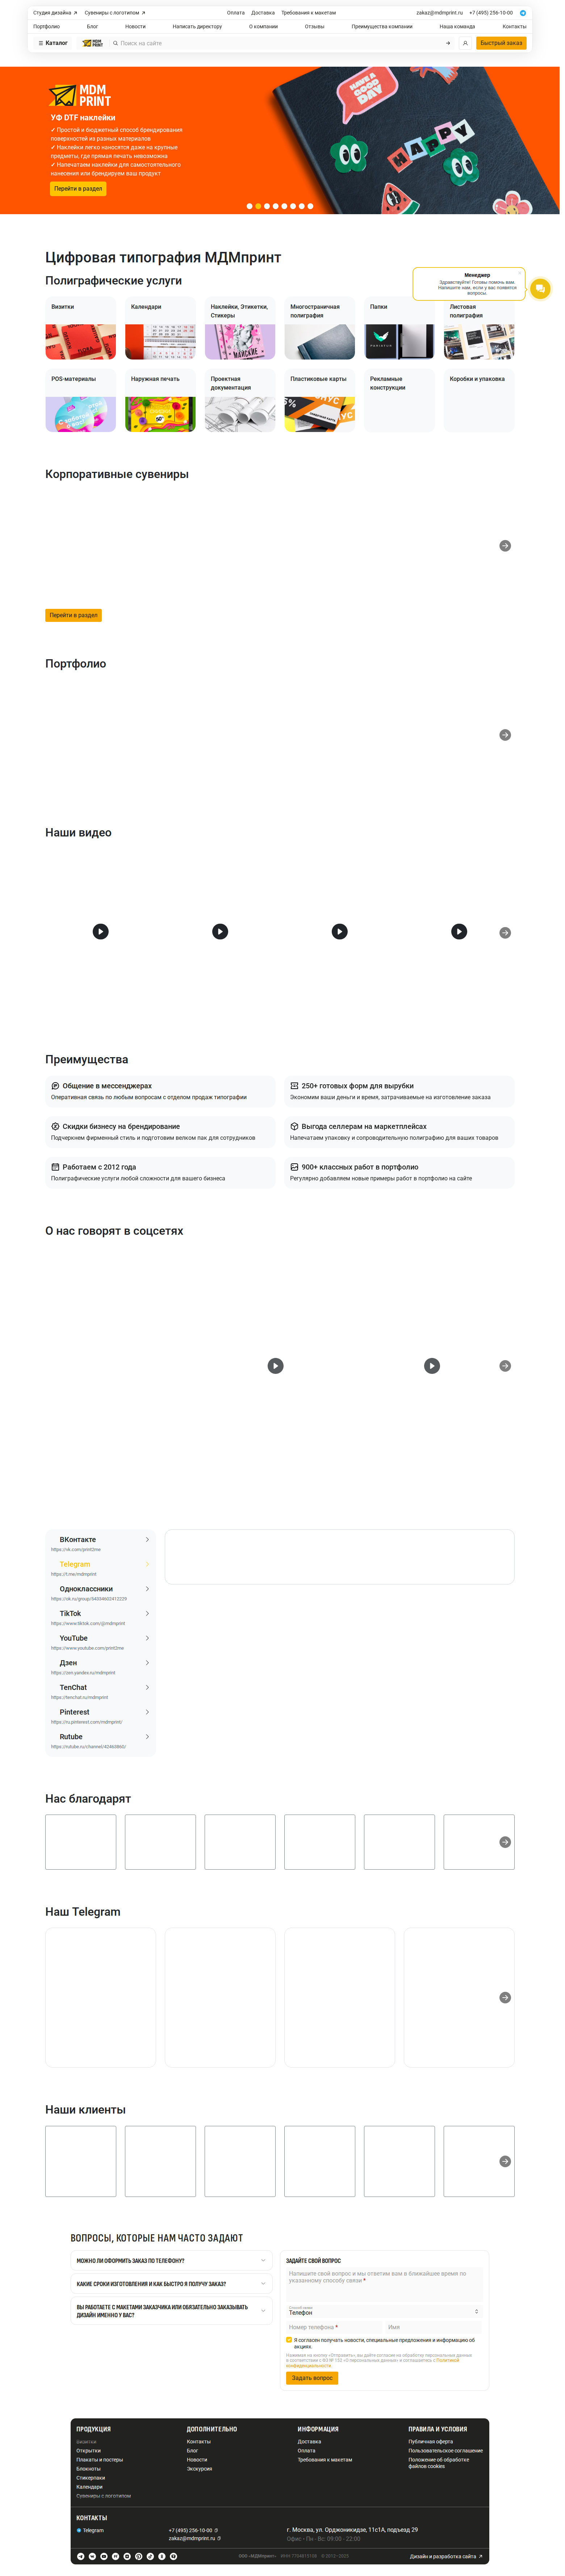 Студия дизайна
Сувениры с логотипом
Оплата
Доставка
Требования к макетам
zakaz@mdmprint.ru
+7 (495) 256-10-00
Портфолио
Блог
Новости
Написать директору
О компании
Отзывы
Преимущества компании
Наша команда
Контакты
Каталог
MDM PRINT
Поиск на сайте
Быстрый заказ
MDM
PRINT
УФ DTF наклейки
✔ Простой и бюджетный способ брендирования
поверхностей из разных материалов
✔ Наклейки легко наносятся даже на крупные
предметы, где прямая печать невозможна
✔ Напечатаем наклейки для самостоятельного
нанесения или брендируем ваш продукт
Перейти в раздел
HAVE A GOOD DAY
HAPPY
Цифровая типография МДМпринт
Полиграфические услуги
Менеджер
Здравствуйте! Готовы помочь вам.
Напишите нам, если у вас появятся
вопросы.
Визитки
Календари
Наклейки, Этикетки,
Стикеры
Многостраничная
полиграфия
Папки
Листовая
полиграфия
POS-материалы
Наружная печать
Проектная
документация
Пластиковые карты
Рекламные
конструкции
Коробки и упаковка
Корпоративные сувениры
Перейти в раздел
Портфолио
Наши видео
Преимущества
Общение в мессенджерах
Оперативная связь по любым вопросам с отделом продаж типографии
250+ готовых форм для вырубки
Экономим ваши деньги и время, затрачиваемые на изготовление заказа
Скидки бизнесу на брендирование
Подчеркнем фирменный стиль и подготовим велком пак для сотрудников
Выгода селлерам на маркетплейсах
Напечатаем упаковку и сопроводительную полиграфию для ваших товаров
Работаем с 2012 года
Полиграфические услуги любой сложности для вашего бизнеса
900+ классных работ в портфолио
Регулярно добавляем новые примеры работ в портфолио на сайте
О нас говорят в соцсетях
ВКонтакте
https://vk.com/print2me
Telegram
https://t.me/mdmprint
Одноклассники
TikTok
https://www.tiktok.com/@mdmprint
YouTube
https://www.youtube.com/print2me
Дзен
https://zen.yandex.ru/mdmprint
TenChat
https://tenchat.ru/mdmprint
Pinterest
https://ru.pinterest.com/mdmprint/
Rutube
Нас благодарят
Наш Telegram
Наши клиенты
ВОПРОСЫ, КОТОРЫЕ НАМ ЧАСТО ЗАДАЮТ
МОЖНО ЛИ ОФОРМИТЬ ЗАКАЗ ПО ТЕЛЕФОНУ?
КАКИЕ СРОКИ ИЗГОТОВЛЕНИЯ И КАК БЫСТРО Я ПОЛУЧУ ЗАКАЗ?
ВЫ РАБОТАЕТЕ С МАКЕТАМИ ЗАКАЗЧИКА ИЛИ ОБЯЗАТЕЛЬНО ЗАКАЗЫВАТЬ
ДИЗАЙН ИМЕННО У ВАС?
ЗАДАЙТЕ СВОЙ ВОПРОС
Напишите свой вопрос и мы ответим вам в ближайшее время по
указанному способу связи *
Способ связи
Телефон
Номер телефона *
Имя
Я согласен получать новости, специальные предложения и информацию об
акциях.
Нажимая на кнопку «Отправить», вы даёте согласие на обработку персональных данных
в соответствии с ФЗ № 152 «О персональных данных» и соглашаетесь с Политикой
конфиденциальности
Задать вопрос
ПРОДУКЦИЯ
Визитки
Открытки
Плакаты и постеры
Блокноты
Стикерпаки
Календари
Сувениры с логотипом
ДОПОЛНИТЕЛЬНО
Контакты
Блог
Новости
Экскурсия
ИНФОРМАЦИЯ
Доставка
Оплата
Требования к макетам
ПРАВИЛА И УСЛОВИЯ
Публичная оферта
Пользовательское соглашение
Положение об обработке
файлов cookies
КОНТАКТЫ
Telegram
+7 (495) 256-10-00
zakaz@mdmprint.ru
г. Москва, ул. Орджоникидзе, 11с1А, подъезд 29
Офис • Пн - Вс: 09:00 - 22:00
ООО «МДМпринт»
© 2012–2025
Дизайн и разработка сайта